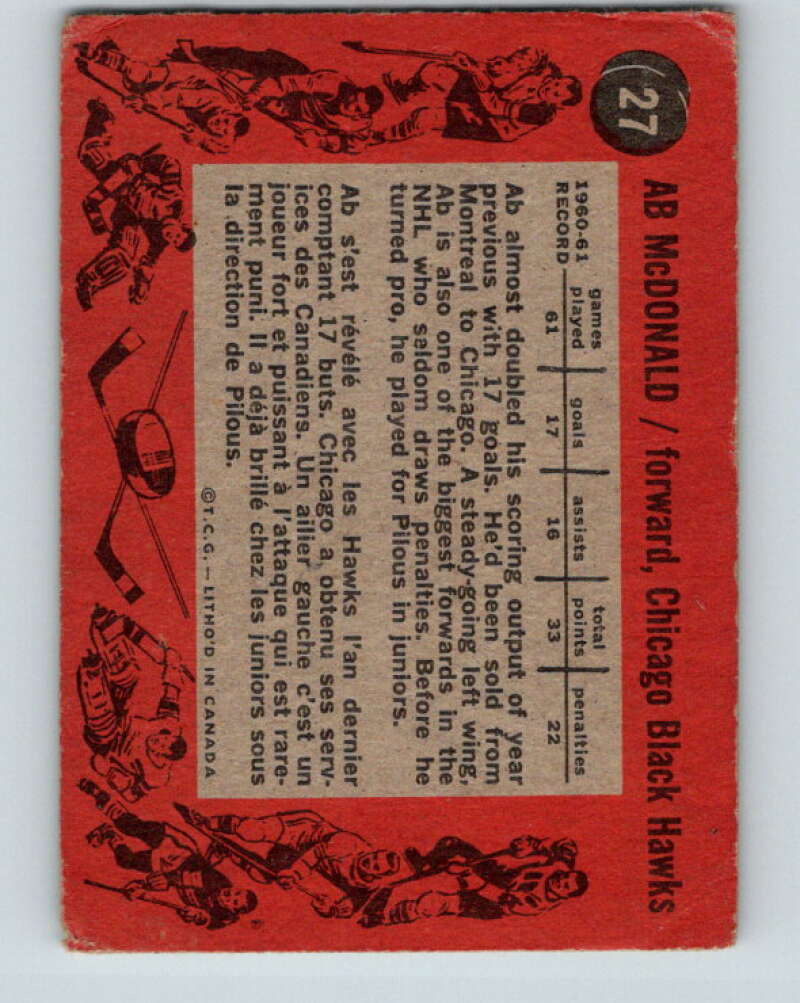 27
AB McDONALD / forward, Chicago Black Hawks
games total
played goals assists points penalties
1960-61
RECORD 61 17 16 33 22
Ab almost doubled his scoring output of year
previous with 17 goals. He'd been sold from
Montreal to Chicago. A steady-going left wing,
Ab is also one of the biggest forwards in the
NHL who seldom draws penalties. Before he
turned pro, he played for Pilous in juniors.
Ab s'est révélé avec les Hawks l'an dernier
comptant 17 buts. Chicago a obtenu ses serv-
ices des Canadiens. Un ailier gauche c'est un
joueur fort et puissant à l'attaque qui est rare-
ment puni. Il a déjà brillé chez les juniors sous
la direction de Pilous.
©T.C.G. — LITHO'D IN CANADA